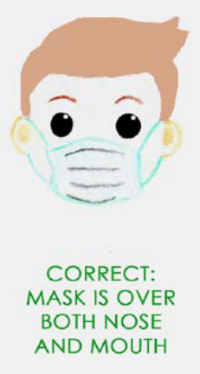 CORRECT:
MASK IS OVER
BOTH NOSE
AND MOUTH